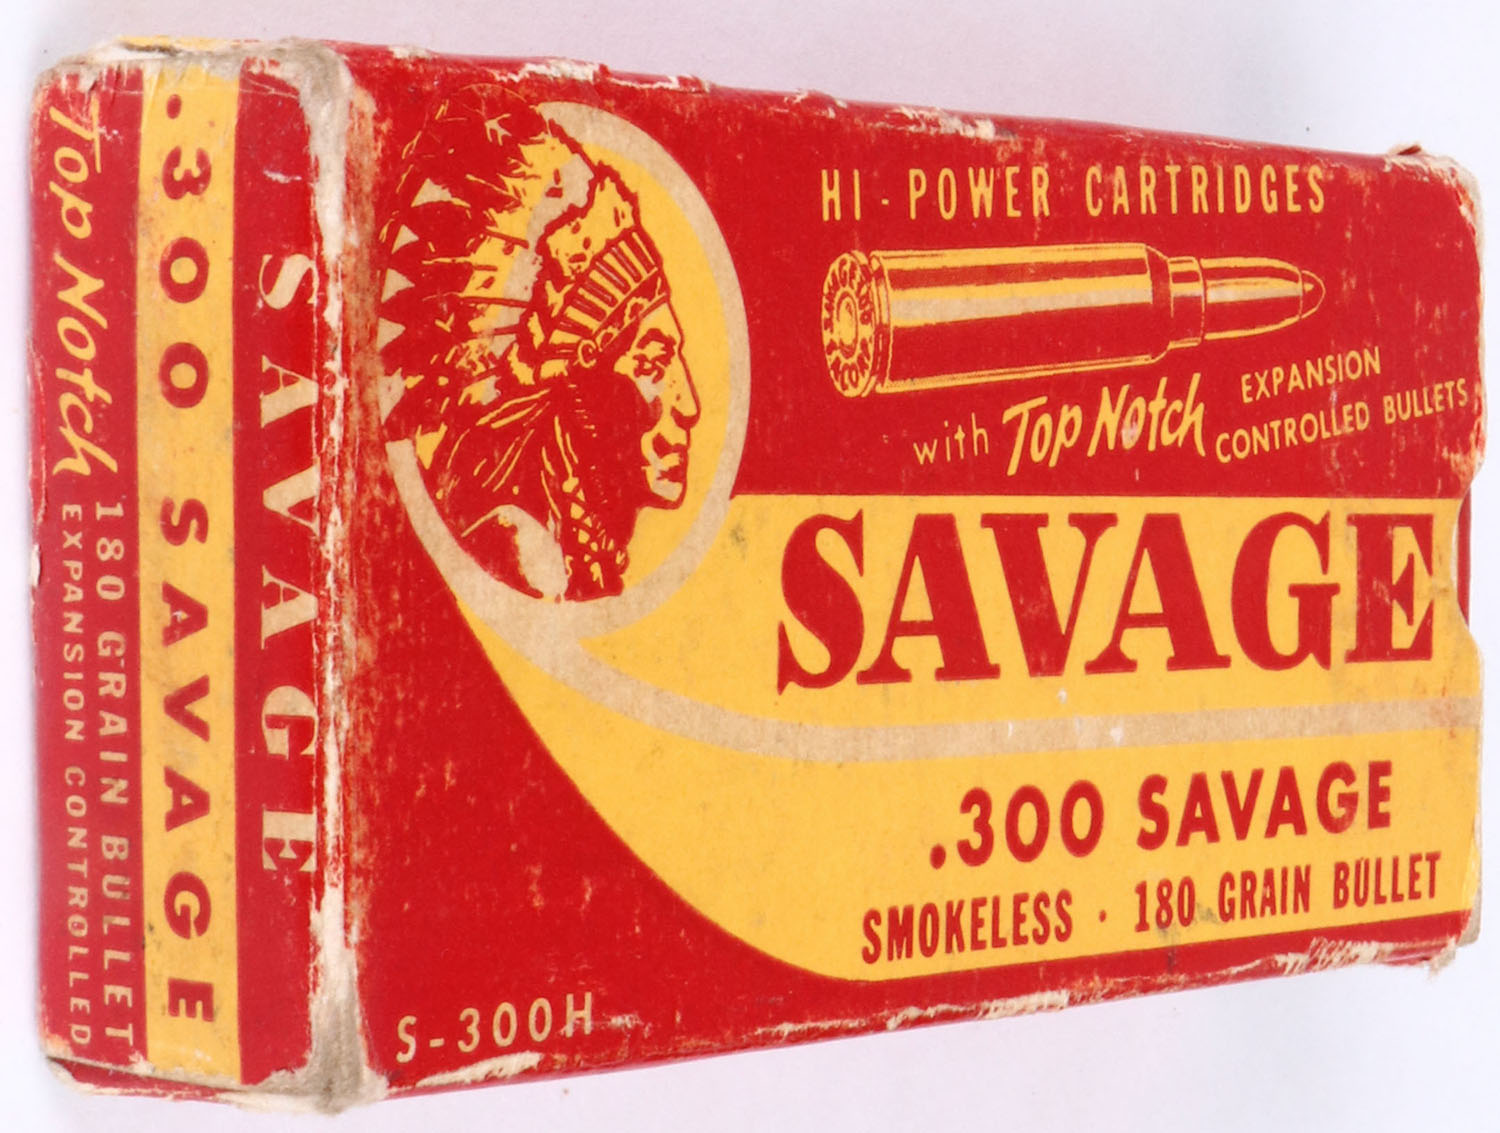 HI-POWER CARTRIDGES
with Top Notch EXPANSION
CONTROLLED BULLETS
SAVAGE
.300 SAVAGE
SMOKELESS · 180 GRAIN BULLET
S-300H
SAVAGE
.300 SAVAGE
Top Notch 180 GRAIN BULLET
EXPANSION CONTROLLED